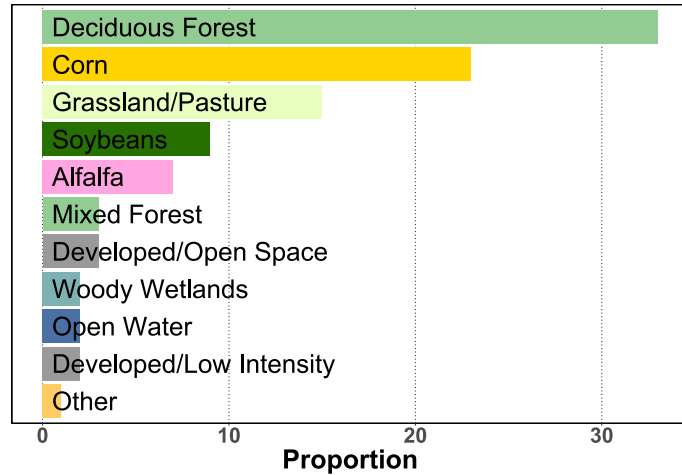 Deciduous Forest
Corn
Grassland/Pasture
Soybeans
Alfalfa
Mixed Forest
Developed/Open Space
Woody Wetlands
Open Water
Developed/Low Intensity
Other
0 10 20 30
Proportion